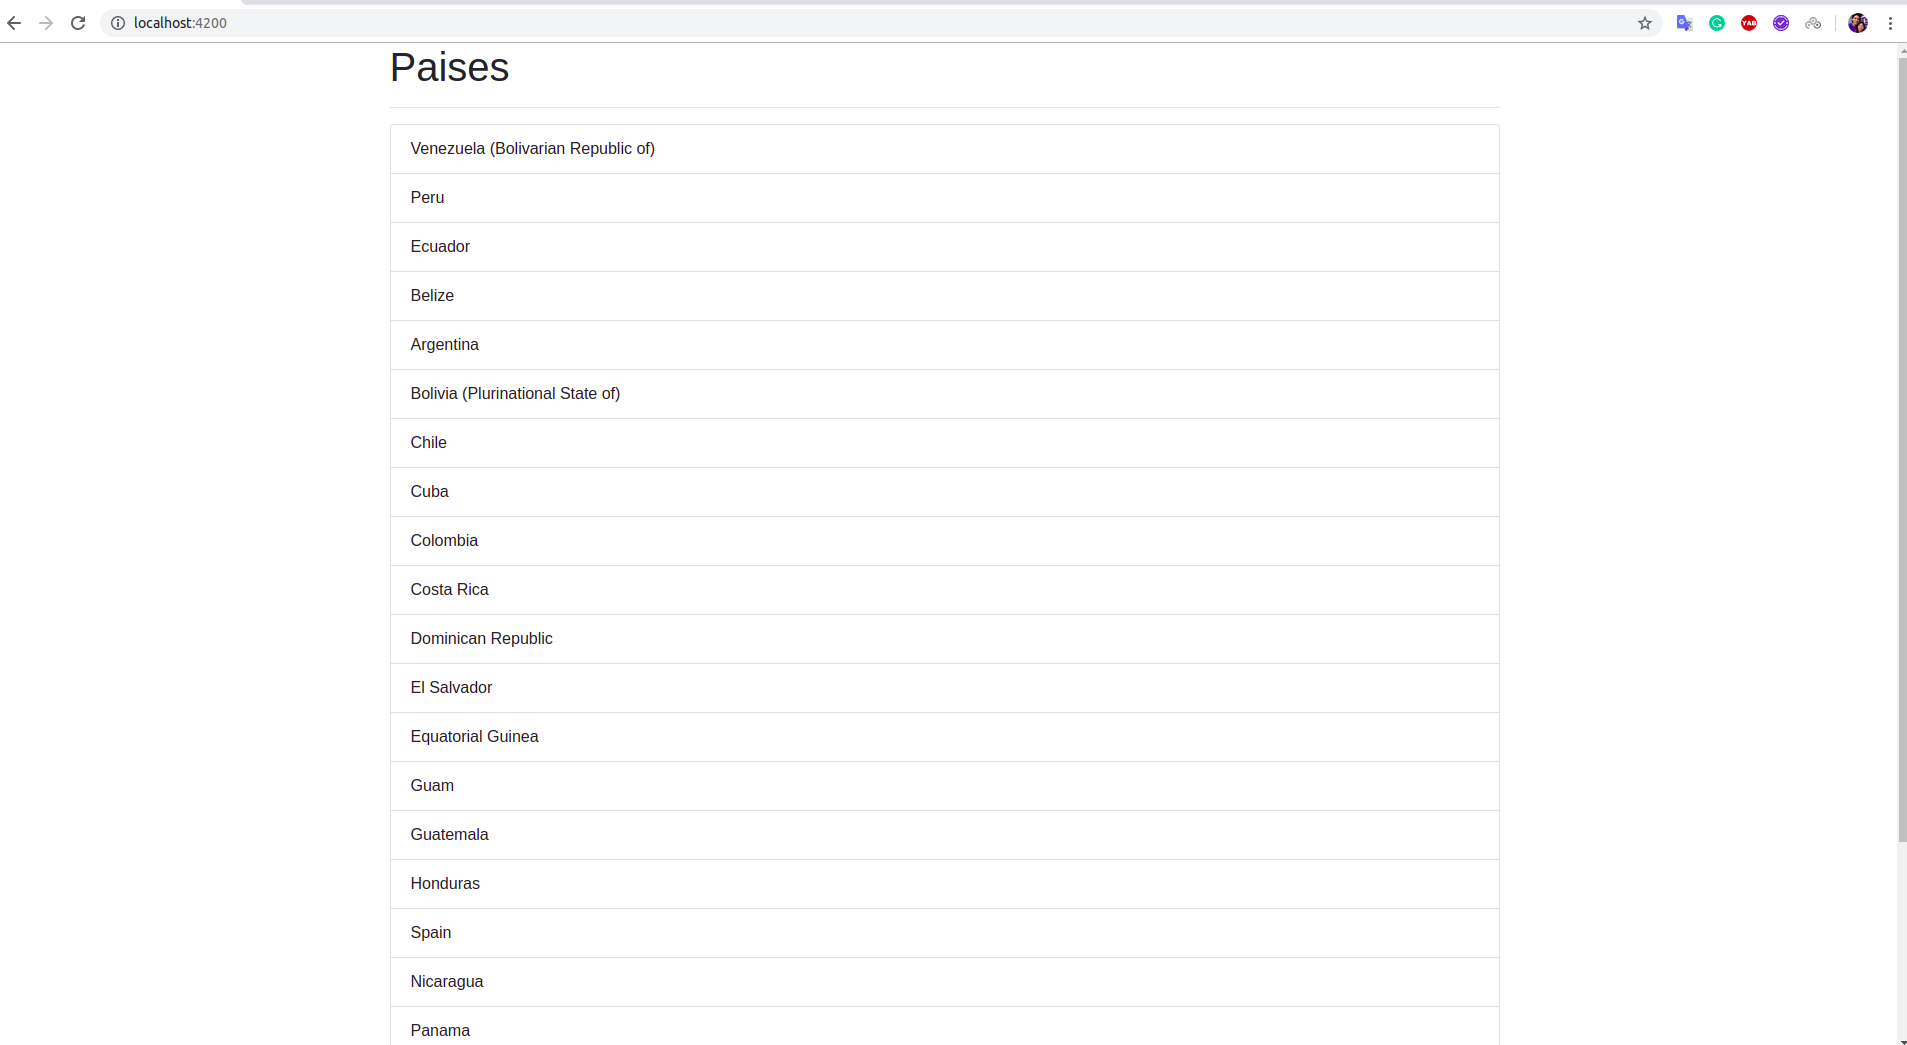 localhost:4200
YAB
Paises
Venezuela (Bolivarian Republic of)
Peru
Ecuador
Belize
Argentina
Bolivia (Plurinational State of)
Chile
Cuba
Colombia
Costa Rica
Dominican Republic
El Salvador
Equatorial Guinea
Guam
Guatemala
Honduras
Spain
Nicaragua
Panama